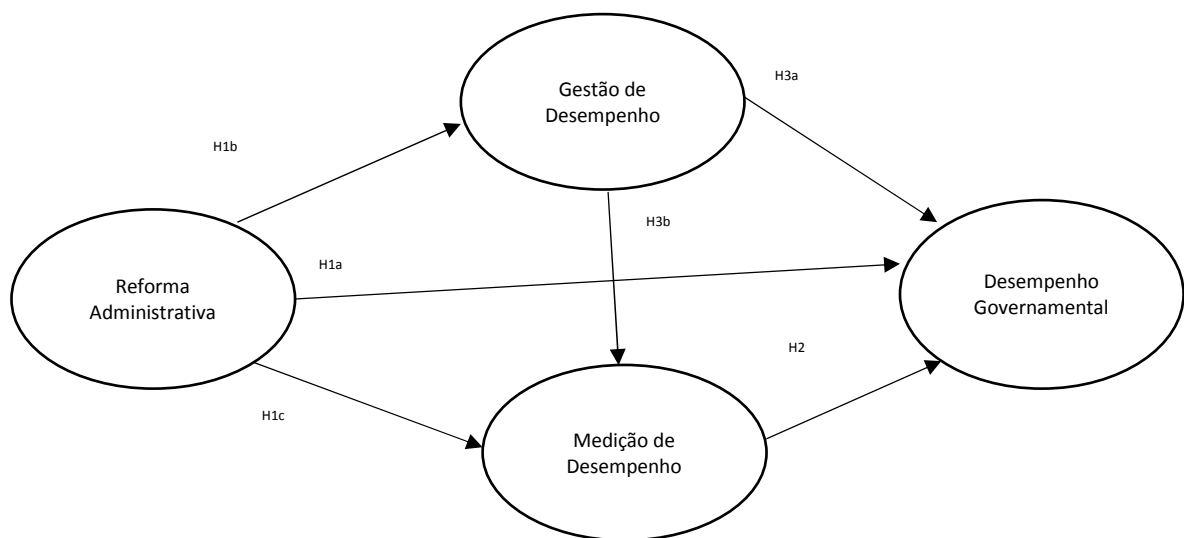 Gestão de
Desempenho
H3a
H1b
H3b
H1a
Reforma
Administrativa
Desempenho
Governamental
H2
H1c
Medição de
Desempenho